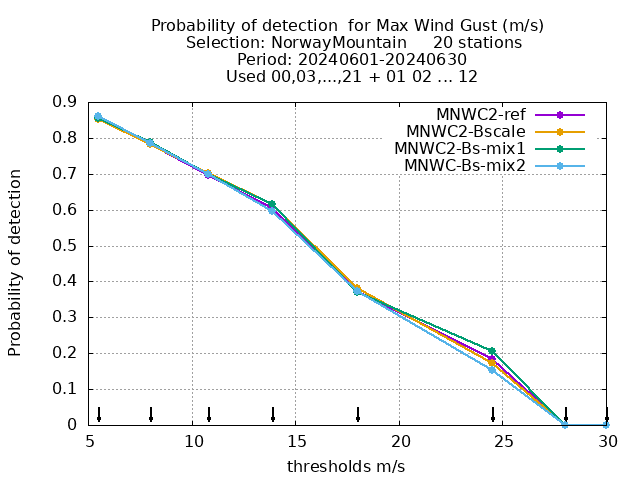 Probability of detection  for Max Wind Gust (m/s)
Selection: NorwayMountain     20 stations
Period: 20240601-20240630
Used 00,03,...,21 + 01 02 ... 12
MNWC2-ref
MNWC2-Bscale
MNWC2-Bs-mix1
MNWC-Bs-mix2
Probability of detection
0.9
0.8
0.7
0.6
0.5
0.4
0.3
0.2
0.1
0
5 10 15 20 25 30
thresholds m/s